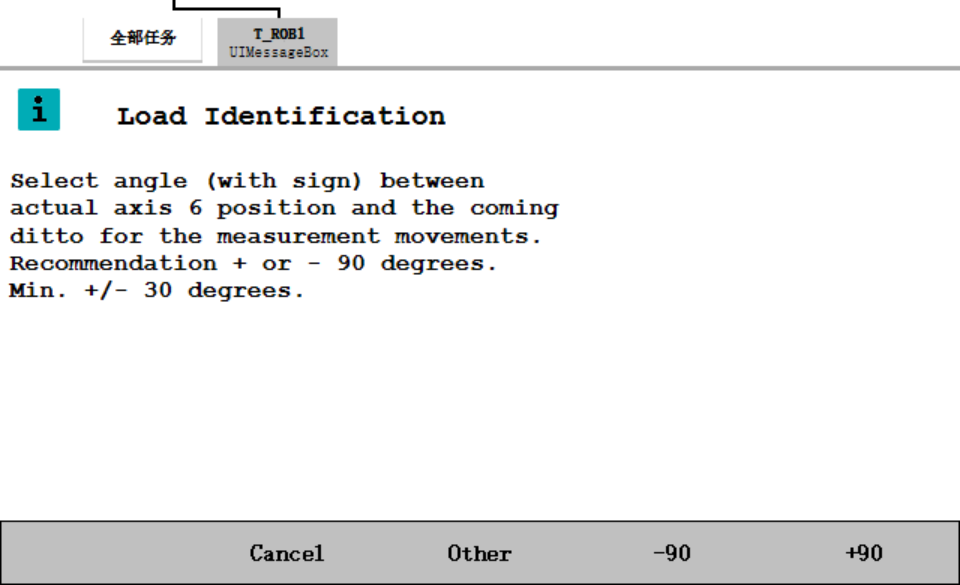 全部任务
T_ROB1
UIMessageBox
i
Load Identification
Select angle (with sign) between
actual axis 6 position and the coming
ditto for the measurement movements.
Recommendation + or - 90 degrees.
Min. +/- 30 degrees.
Cancel
Other
-90
+90